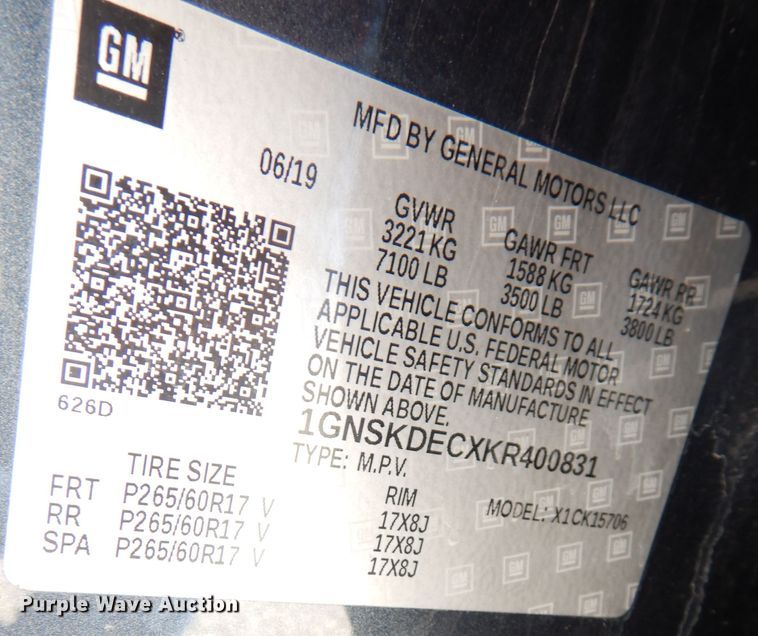 GM
MFD BY GENERAL MOTORS LLC
06/19
GVWR GAWR FRT GAWR RR
3221 KG 1588 KG 1724 KG
7100 LB 3500 LB 3800 LB
THIS VEHICLE CONFORMS TO ALL
APPLICABLE U.S. FEDERAL MOTOR
VEHICLE SAFETY STANDARDS IN EFFECT
ON THE DATE OF MANUFACTURE
SHOWN ABOVE.
626D
1GNSKDECXKR400831
TYPE: M.P.V. MODEL: X1CK15706
TIRE SIZE RIM
FRT P265/60R17 V 17X8J
RR P265/60R17 V 17X8J
SPA P265/60R17 V 17X8J
Purple Wave Auction